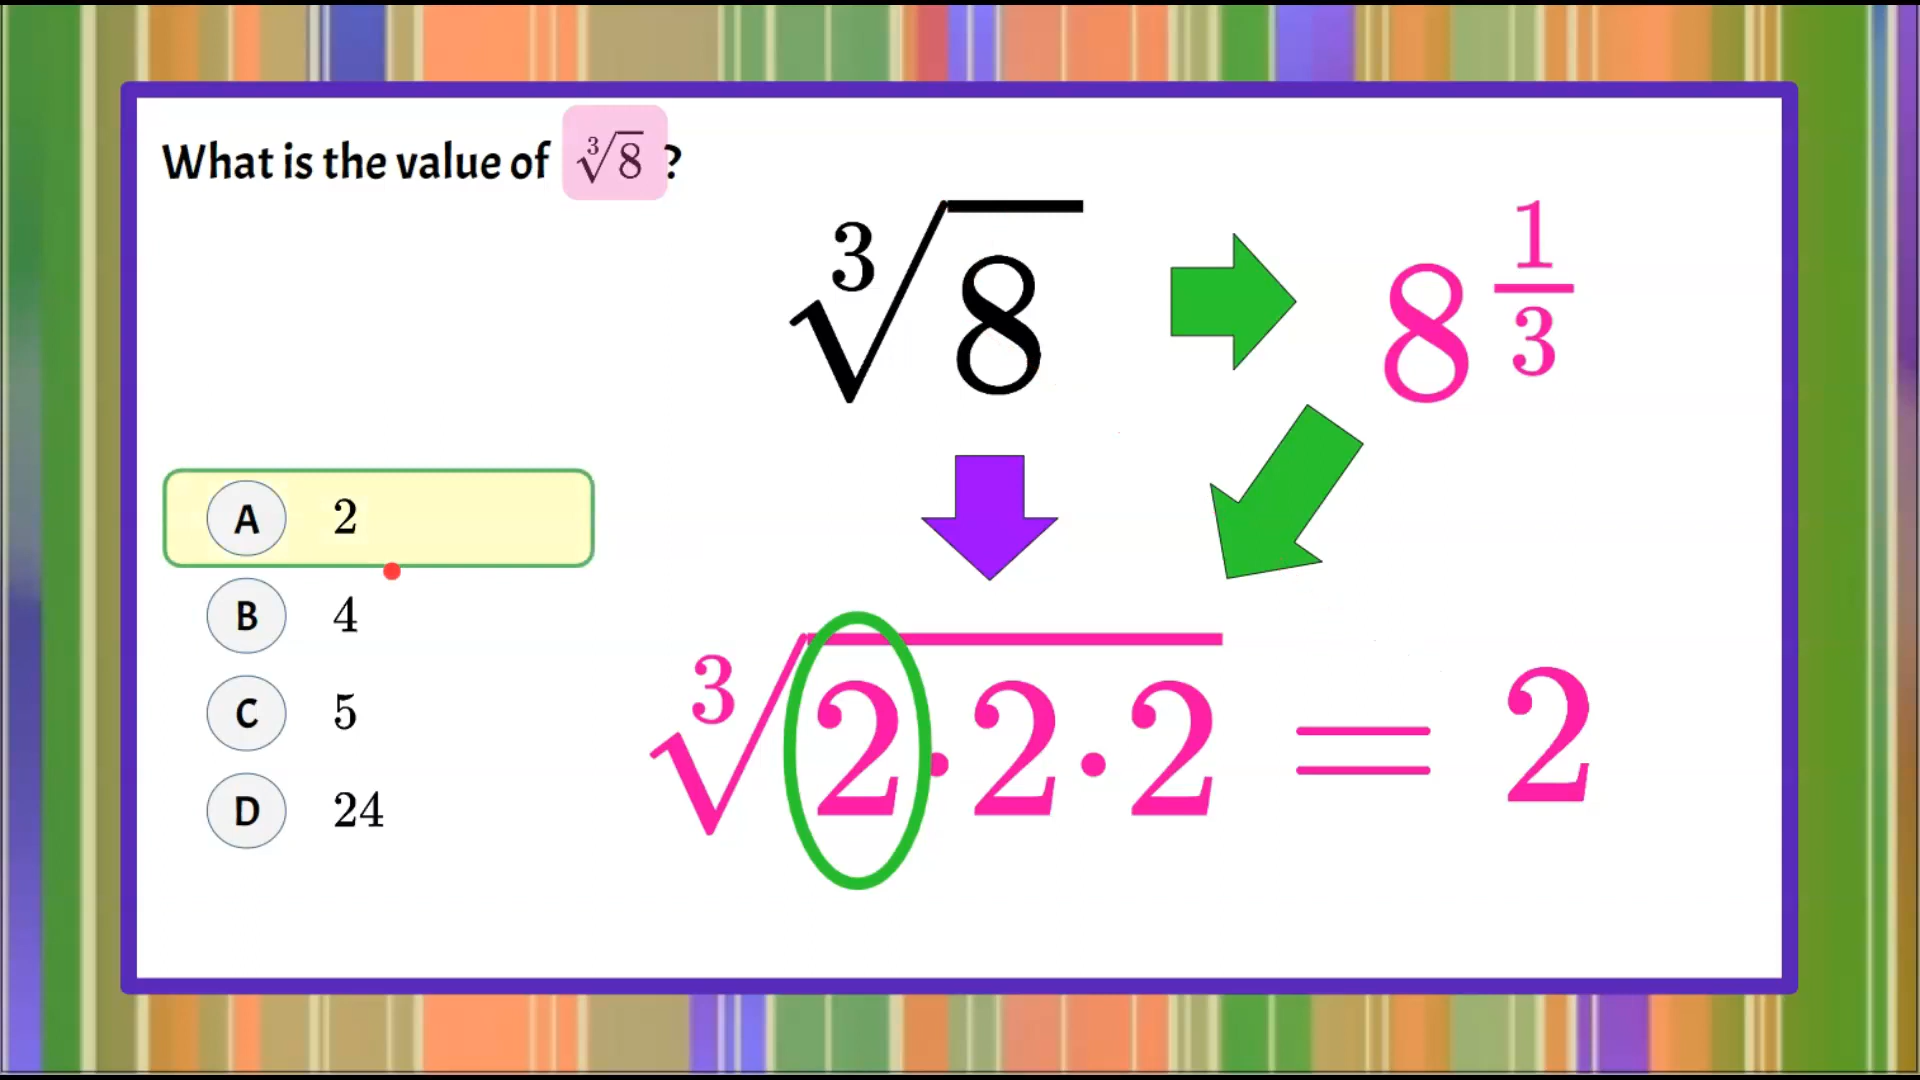 What is the value of ∛8 ?
∛8
8^(1/3)
A 2
B 4
C 5
D 24
∛(2·2·2) = 2